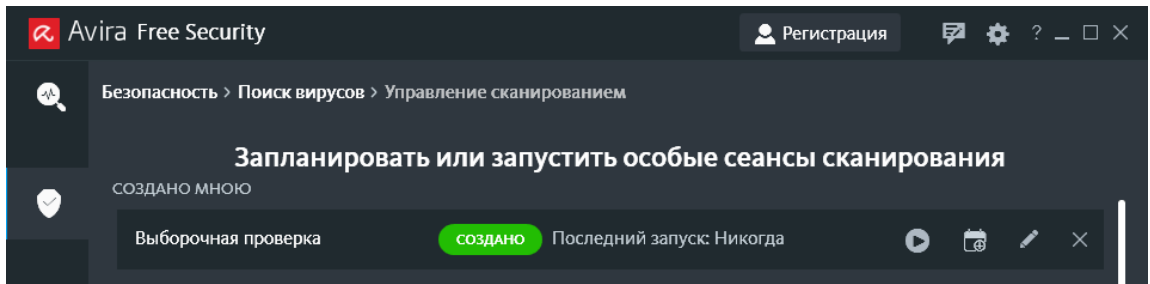 Avira Free Security Регистрация ?
Безопасность > Поиск вирусов > Управление сканированием
Запланировать или запустить особые сеансы сканирования
СОЗДАНО МНОЮ
Выборочная проверка СОЗДАНО Последний запуск: Никогда